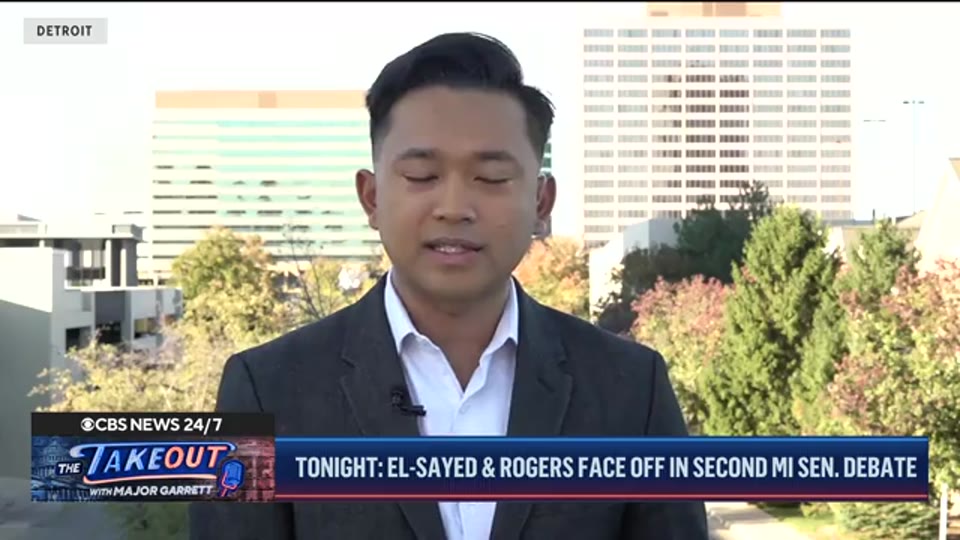 DETROIT
CBS NEWS 24/7
THE TAKEOUT
WITH MAJOR GARRETT
TONIGHT: EL-SAYED & ROGERS FACE OFF IN SECOND MI SEN. DEBATE